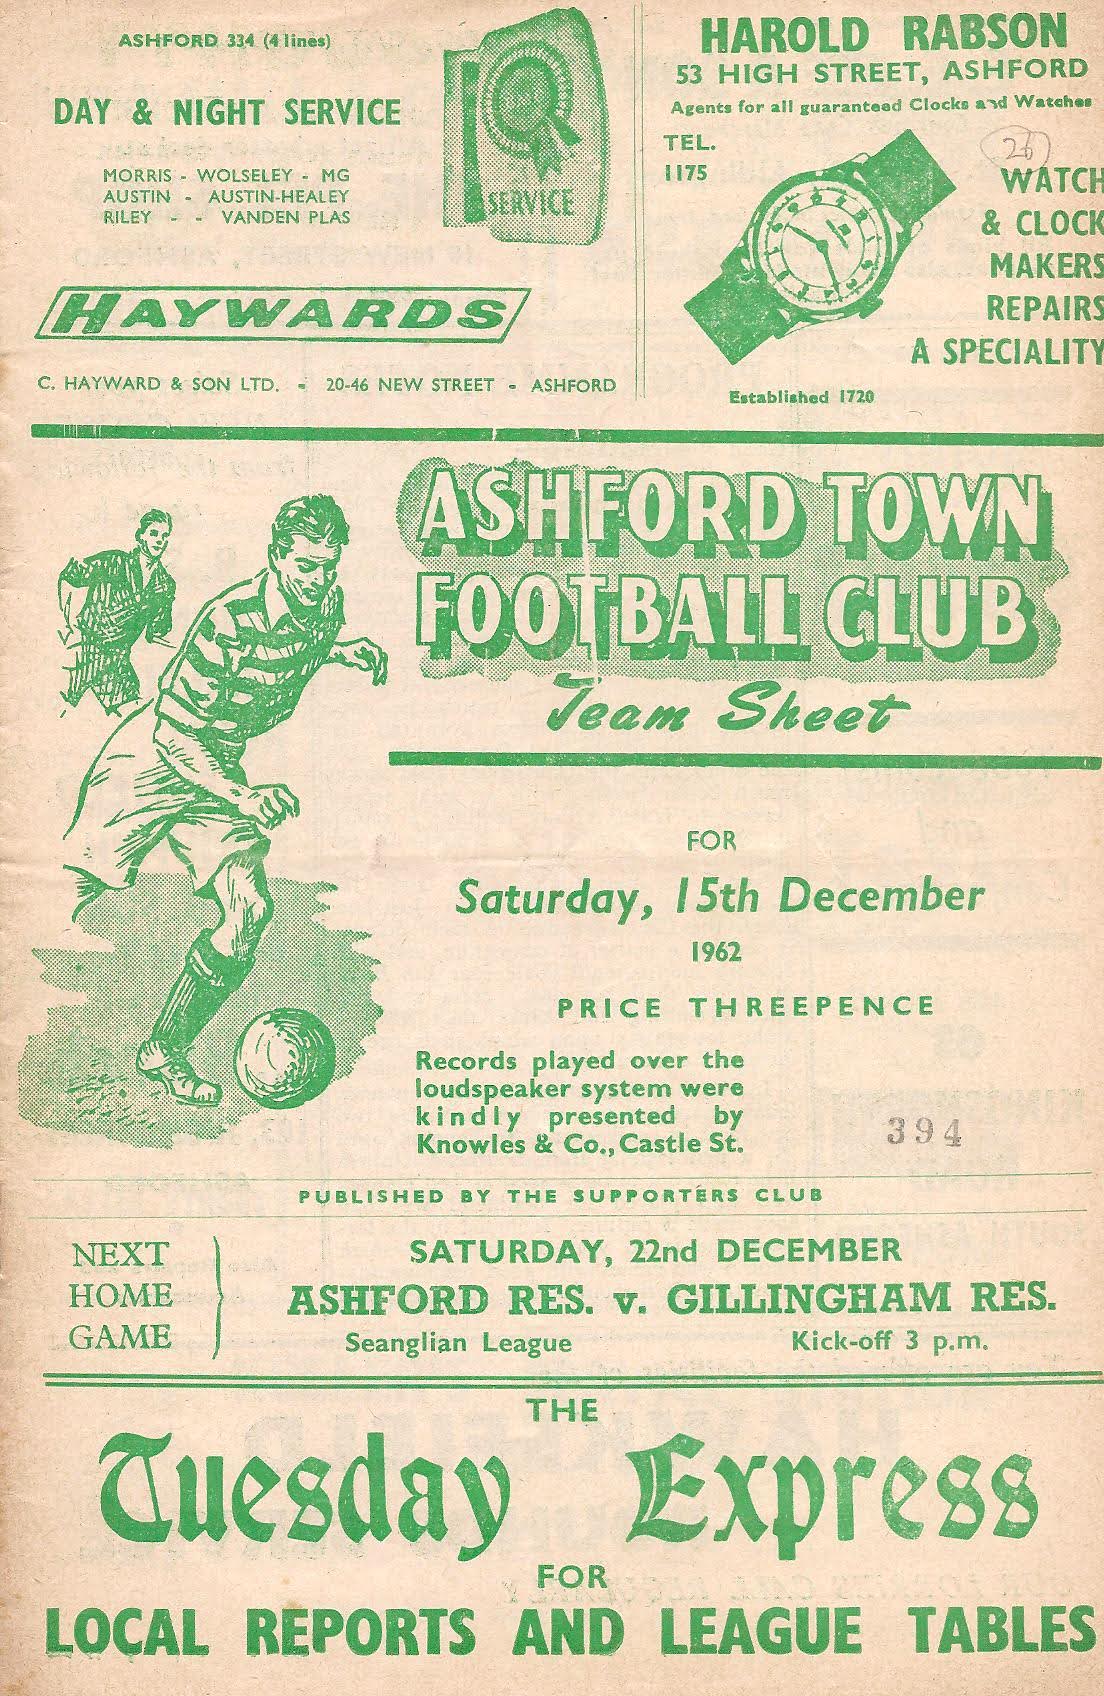 ASHFORD 334 (4 lines)
DAY & NIGHT SERVICE
MORRIS - WOLSELEY - MG
AUSTIN - AUSTIN-HEALEY
RILEY - - VANDEN PLAS
SERVICE
HAYWARDS
C. HAYWARD & SON LTD. - 20-46 NEW STREET - ASHFORD
HAROLD RABSON
53 HIGH STREET, ASHFORD
Agents for all guaranteed Clocks and Watches
TEL.
1175
26
WATCH
& CLOCK
MAKERS
REPAIRS
A SPECIALITY
Established 1720
ASHFORD TOWN
FOOTBALL CLUB
Team Sheet
FOR
Saturday, 15th December
1962
PRICE THREEPENCE
Records played over the
loudspeaker system were
kindly presented by
Knowles & Co., Castle St.
394
PUBLISHED BY THE SUPPORTERS CLUB
NEXT
HOME
GAME
SATURDAY, 22nd DECEMBER
ASHFORD RES. v. GILLINGHAM RES.
Seanglian League Kick-off 3 p.m.
THE
Tuesday Express
FOR
LOCAL REPORTS AND LEAGUE TABLES